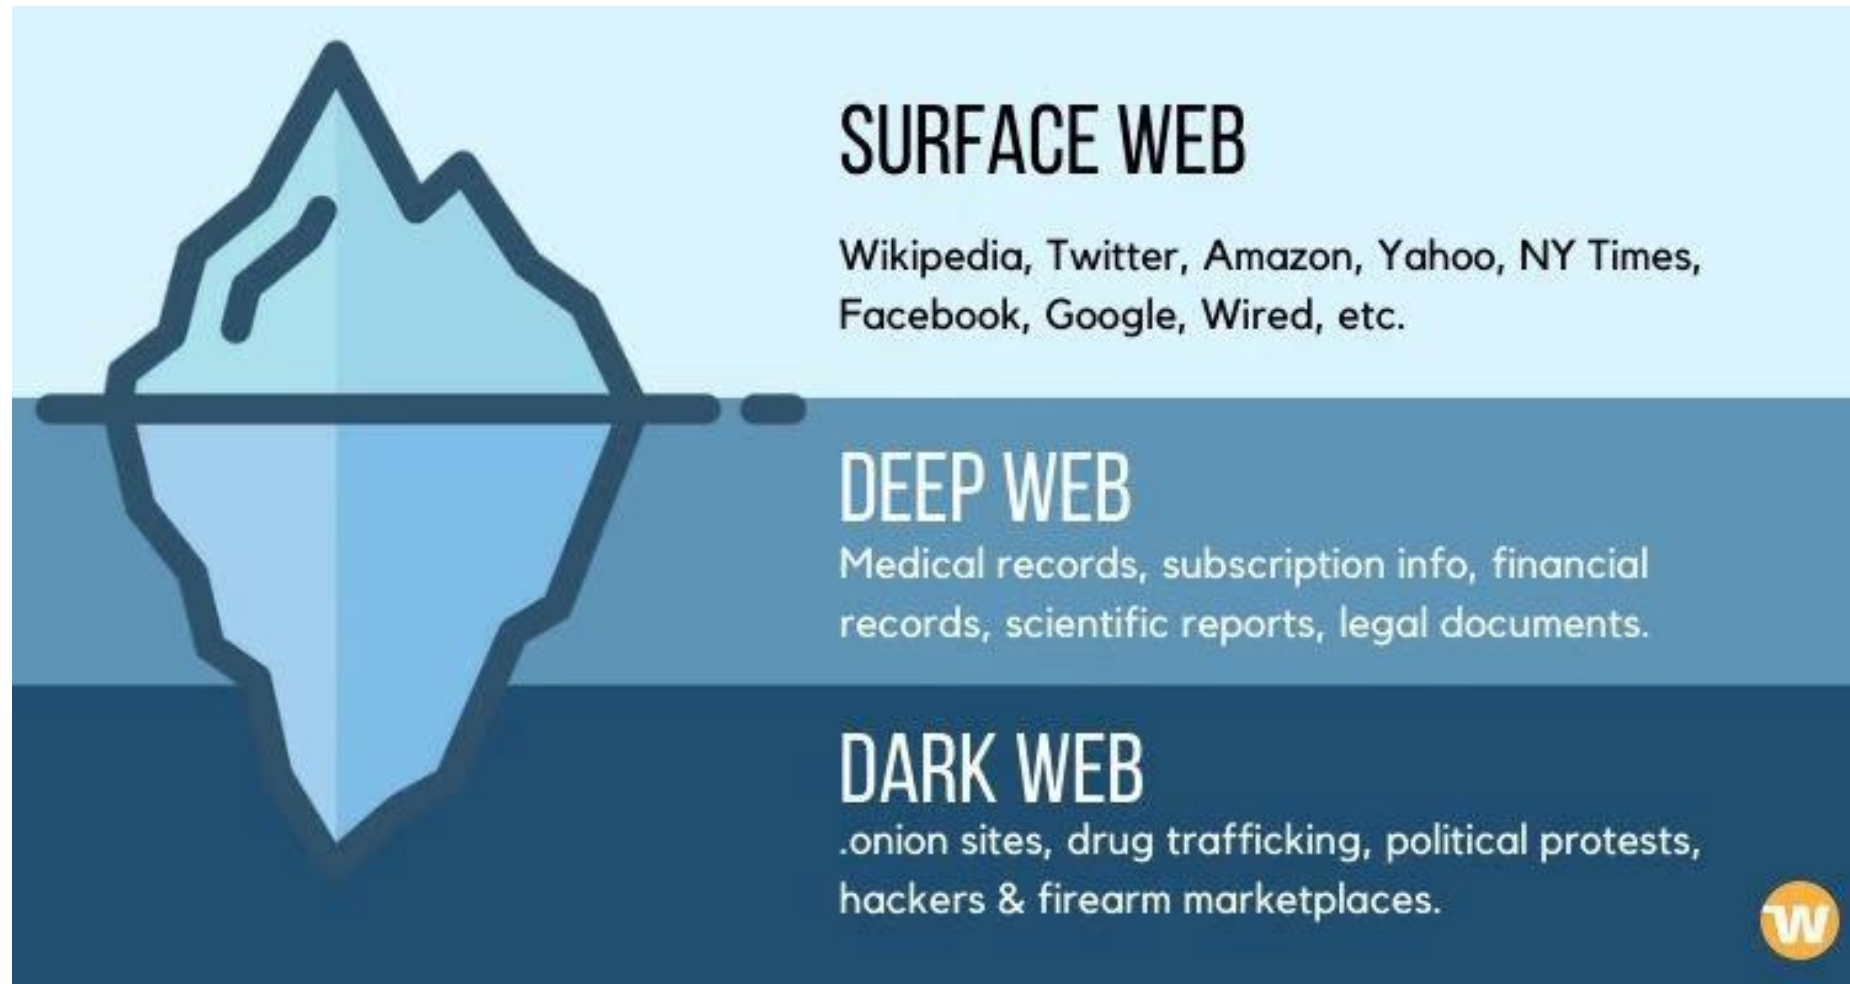 SURFACE WEB
Wikipedia, Twitter, Amazon, Yahoo, NY Times,
Facebook, Google, Wired, etc.
DEEP WEB
Medical records, subscription info, financial
records, scientific reports, legal documents.
DARK WEB
.onion sites, drug trafficking, political protests,
hackers & firearm marketplaces.
W